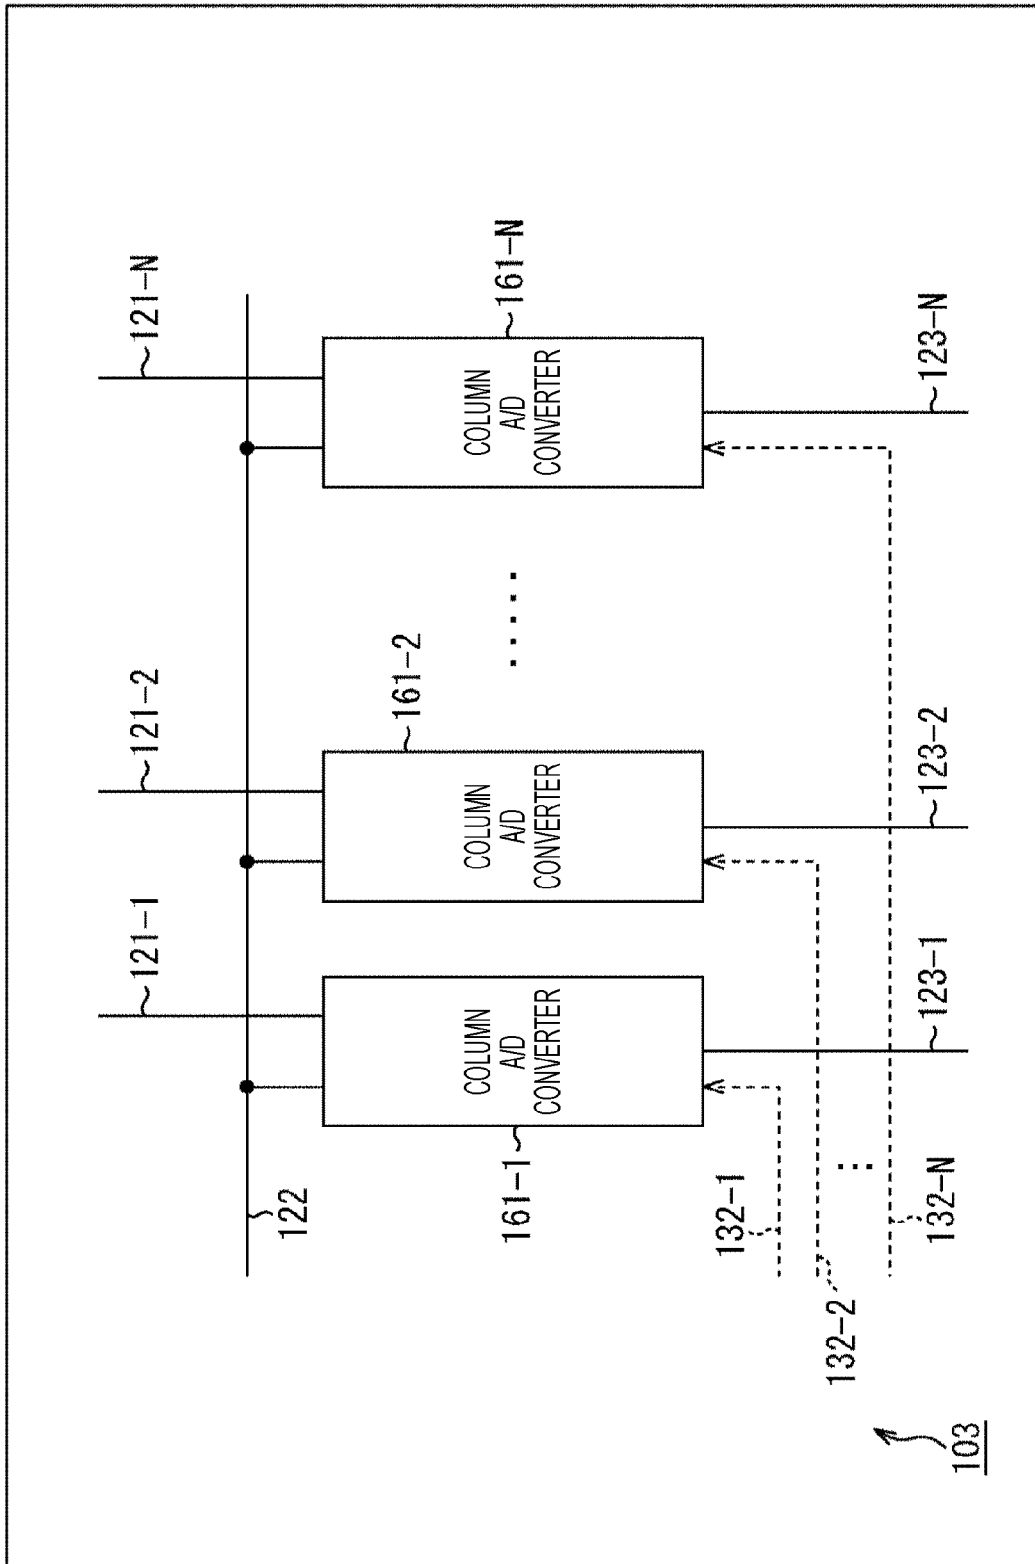 121-1
121-2
121-N
122
161-1
COLUMN
A/D
CONVERTER
161-2
COLUMN
A/D
CONVERTER
.....
161-N
COLUMN
A/D
CONVERTER
132-1
132-2
...
132-N
123-1
123-2
123-N
103